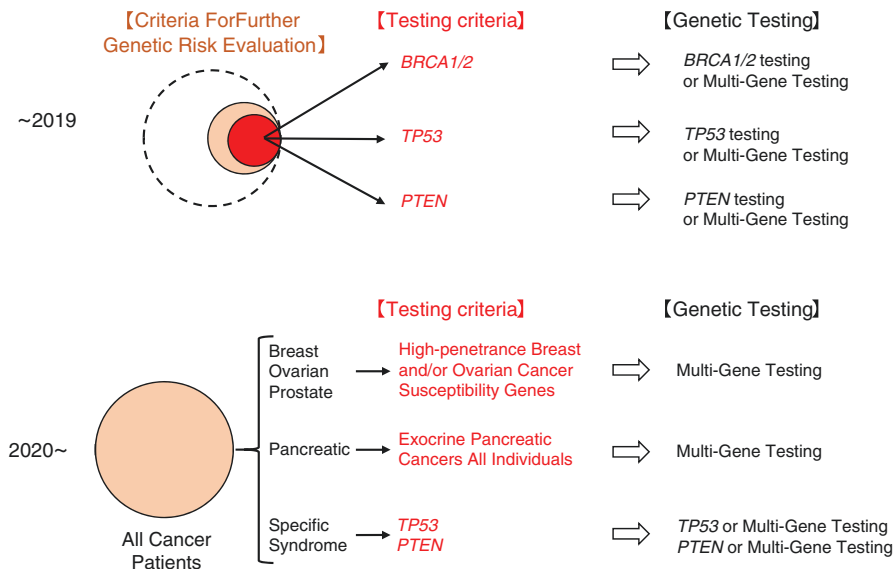 【Criteria ForFurther
Genetic Risk Evaluation】
【Testing criteria】
【Genetic Testing】
~2019
BRCA1/2
BRCA1/2 testing
or Multi-Gene Testing
TP53
TP53 testing
or Multi-Gene Testing
PTEN
PTEN testing
or Multi-Gene Testing
【Testing criteria】
【Genetic Testing】
2020~
All Cancer
Patients
Breast
Ovarian
Prostate
High-penetrance Breast
and/or Ovarian Cancer
Susceptibility Genes
Multi-Gene Testing
Pancreatic
Exocrine Pancreatic
Cancers All Individuals
Multi-Gene Testing
Specific
Syndrome
TP53
PTEN
TP53 or Multi-Gene Testing
PTEN or Multi-Gene Testing